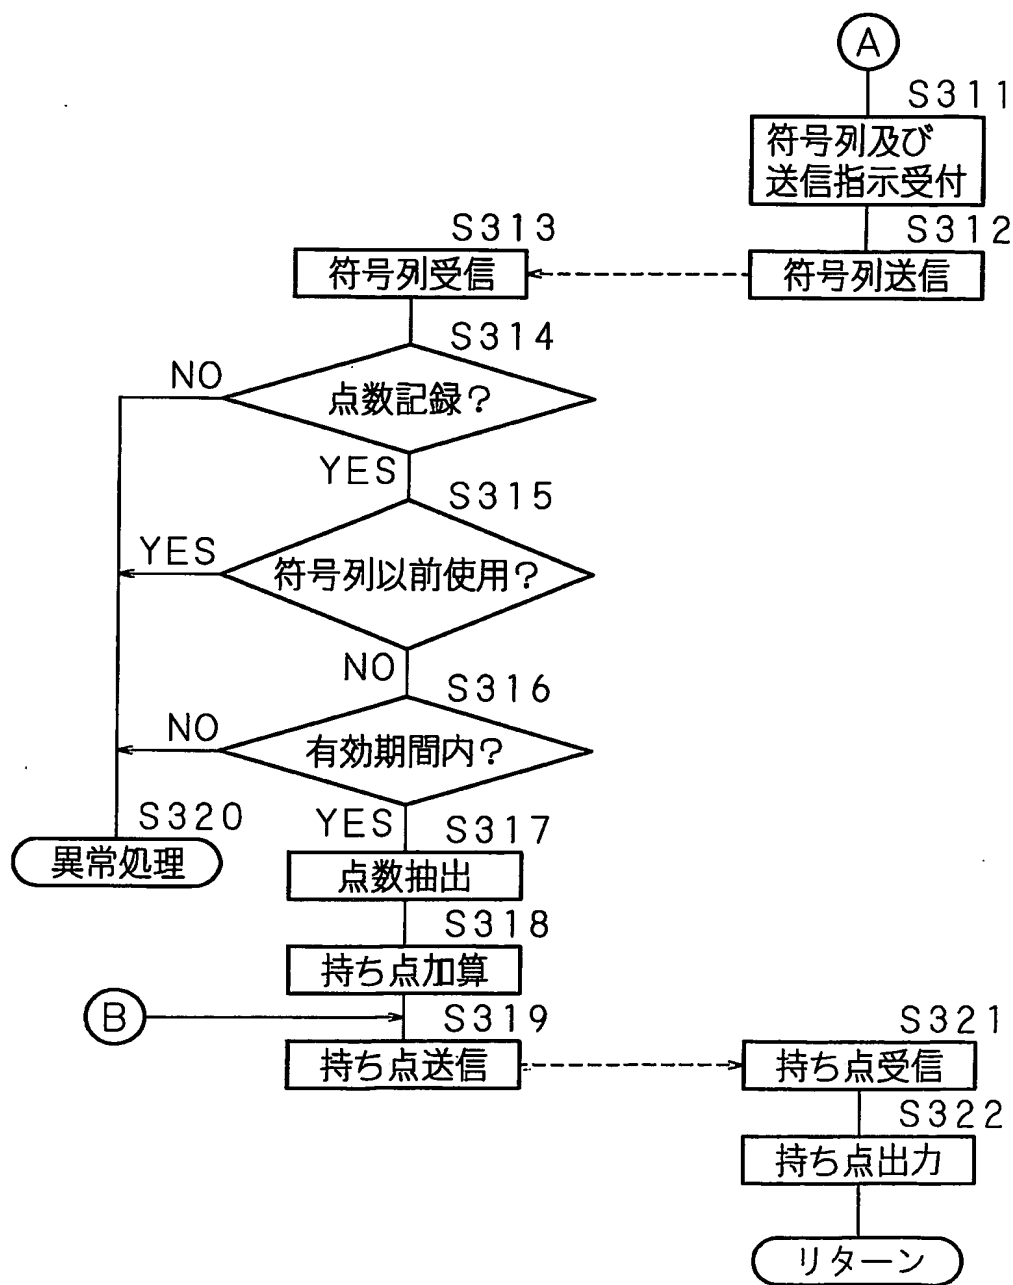 A
S311
符号列及び
送信指示受付
S312
符号列送信
S313
符号列受信
S314
点数記録?
NO
YES
S315
符号列以前使用?
YES
NO
S316
有効期間内?
NO
YES
S320
異常処理
S317
点数抽出
S318
持ち点加算
B
S319
持ち点送信
S321
持ち点受信
S322
持ち点出力
リターン